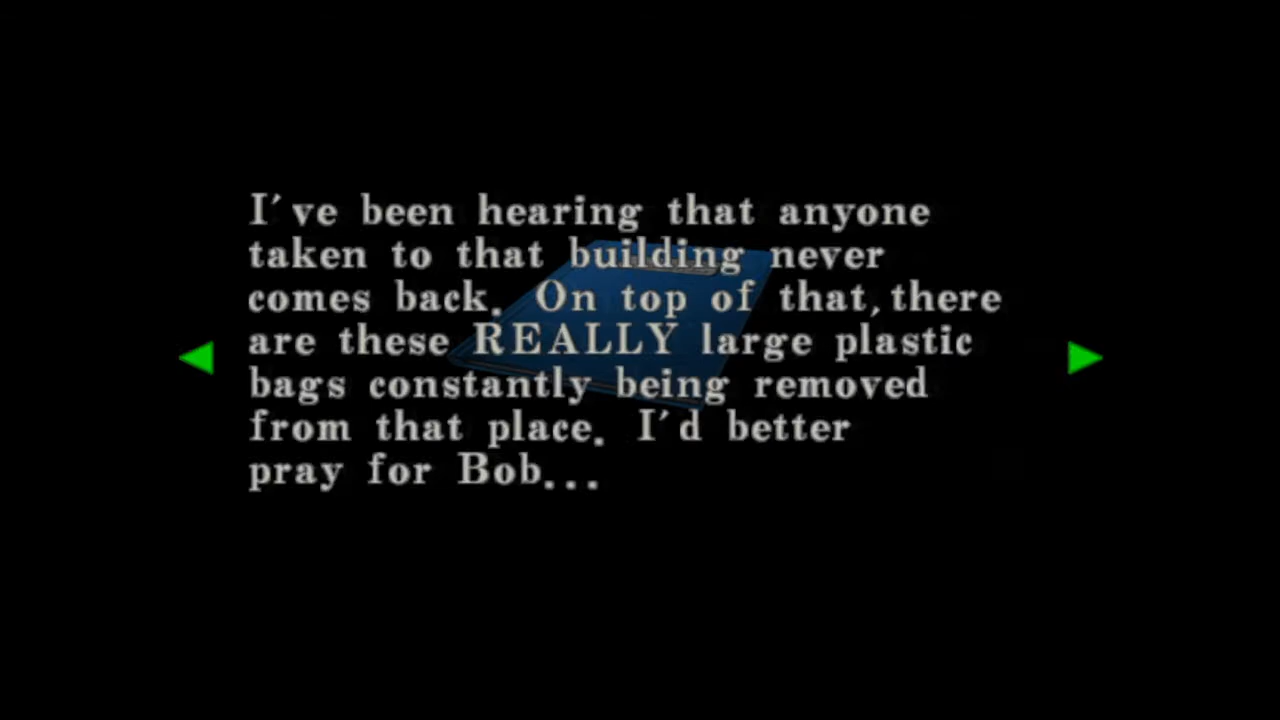 I've been hearing that anyone
taken to that building never
comes back. On top of that, there
are these REALLY large plastic
bags constantly being removed
from that place. I'd better
pray for Bob...